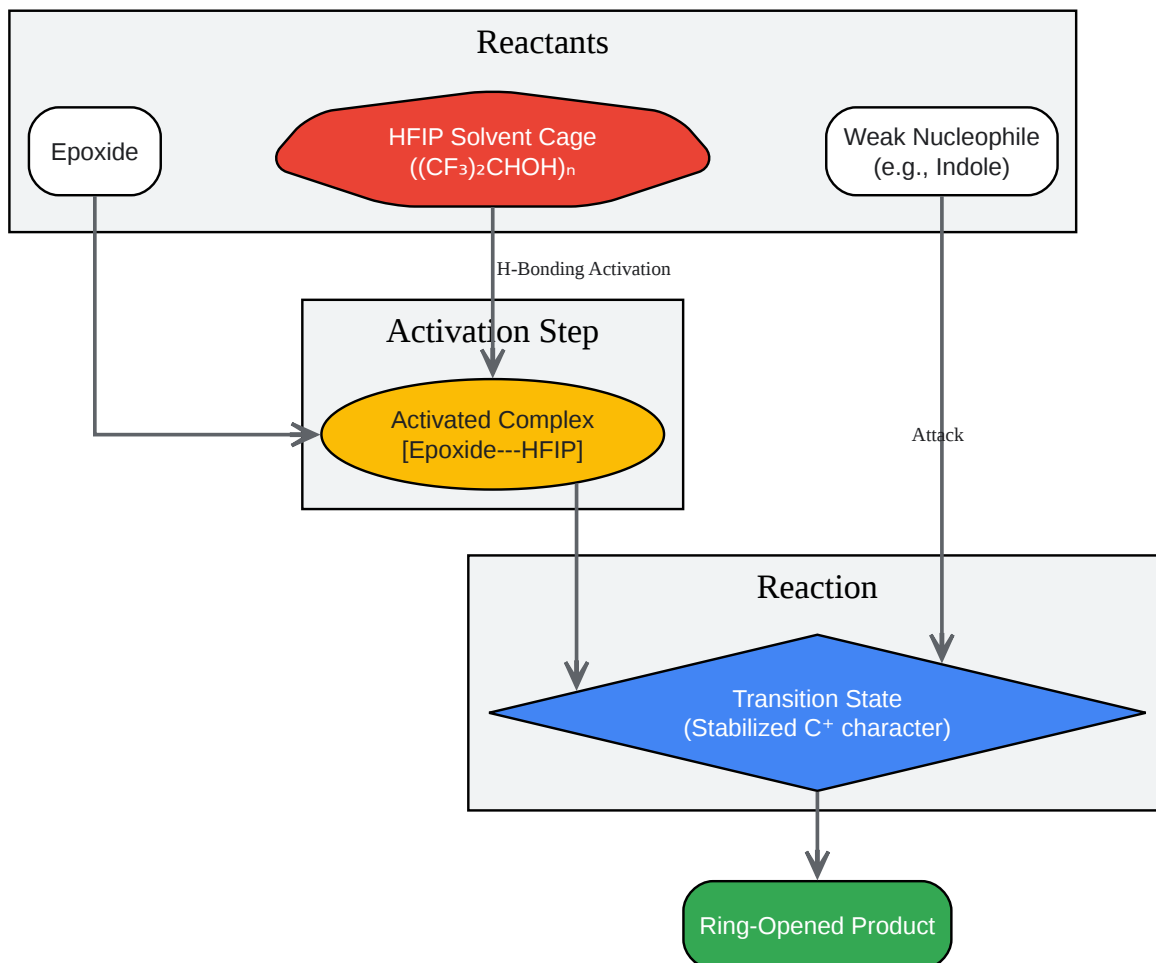 Reactants
Epoxide
HFIP Solvent Cage
((CF₃)₂CHOH)ₙ
Weak Nucleophile
(e.g., Indole)
H-Bonding Activation
Activation Step
Activated Complex
[Epoxide---HFIP]
Attack
Reaction
Transition State
(Stabilized C⁺ character)
Ring-Opened Product